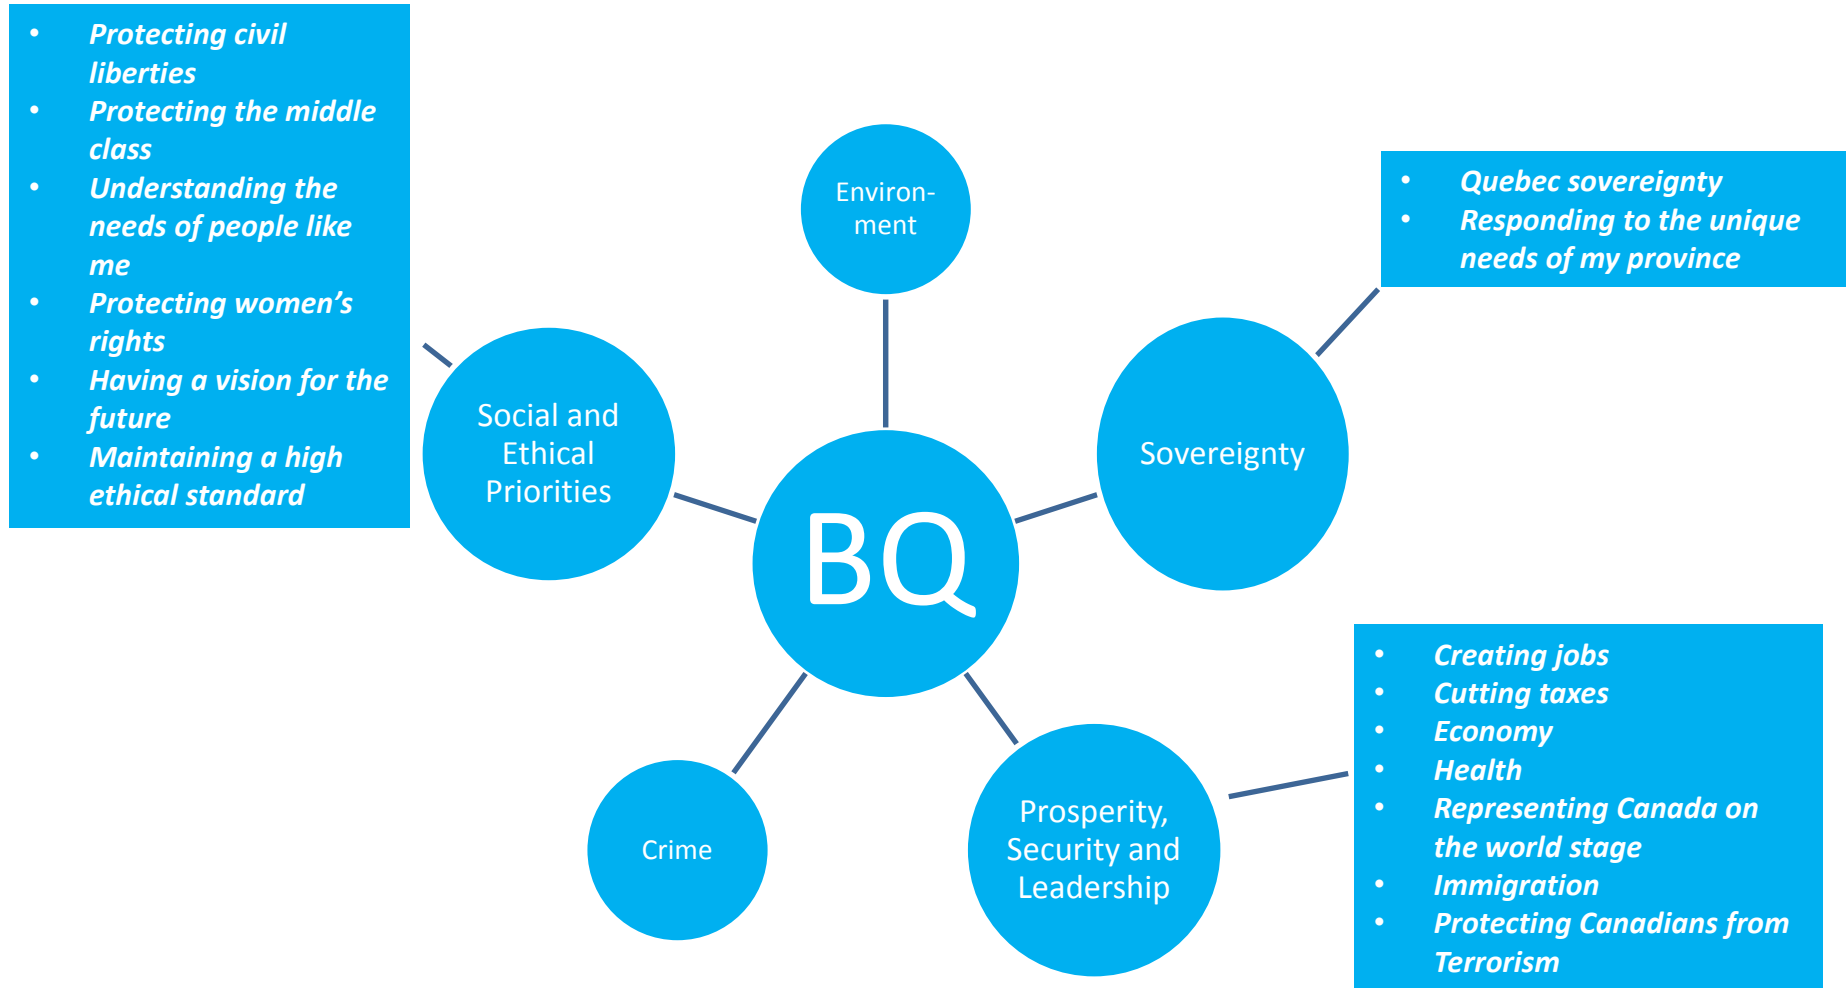 • Protecting civil
liberties
• Protecting the middle
class
• Understanding the
needs of people like
me
• Protecting women’s
rights
• Having a vision for the
future
• Maintaining a high
ethical standard
Environ-
ment
• Quebec sovereignty
• Responding to the unique
needs of my province
Social and
Ethical
Priorities
Sovereignty
BQ
Crime
Prosperity,
Security and
Leadership
• Creating jobs
• Cutting taxes
• Economy
• Health
• Representing Canada on
the world stage
• Immigration
• Protecting Canadians from
Terrorism